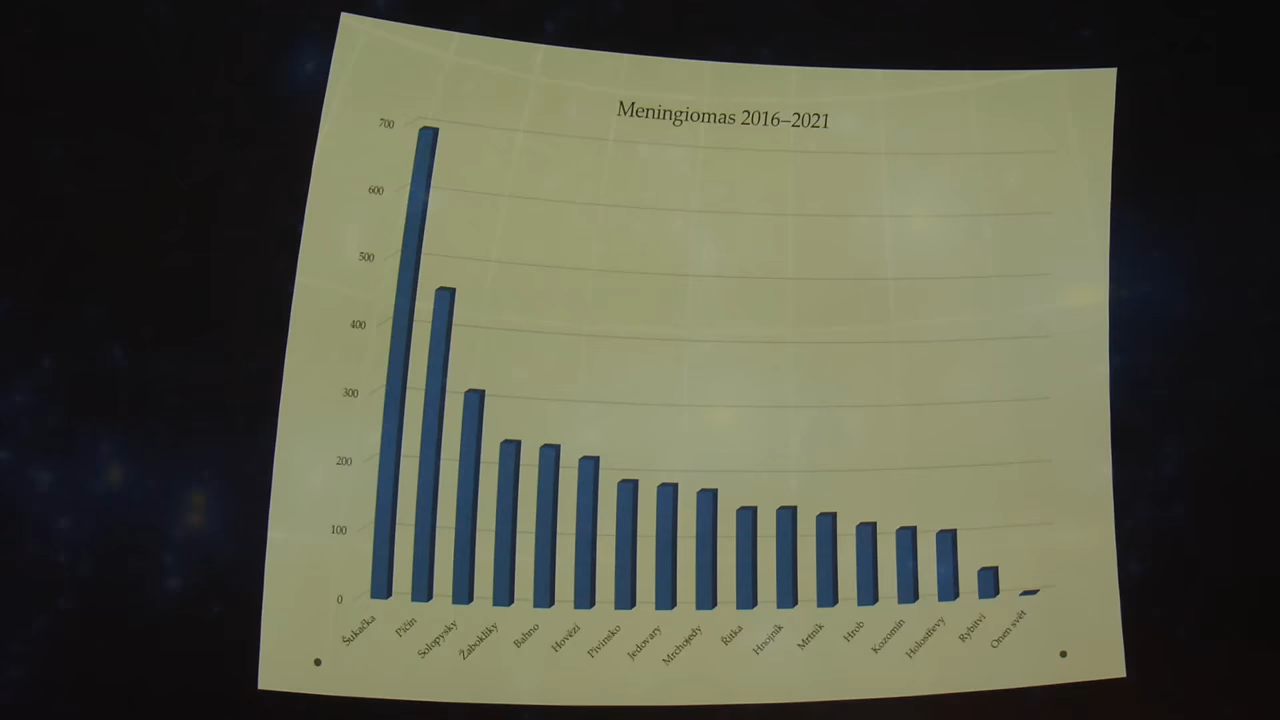 Meningiomas 2016–2021
700
600
500
400
300
200
100
0
Šukačka
Pičín
Solopysky
Žabokliky
Bahno
Hovězí
Pivínsko
Jedovary
Mrchojedy
Řitka
Hnojník
Mrtník
Hrob
Kozomín
Holostřevy
Rybitví
Onen svět